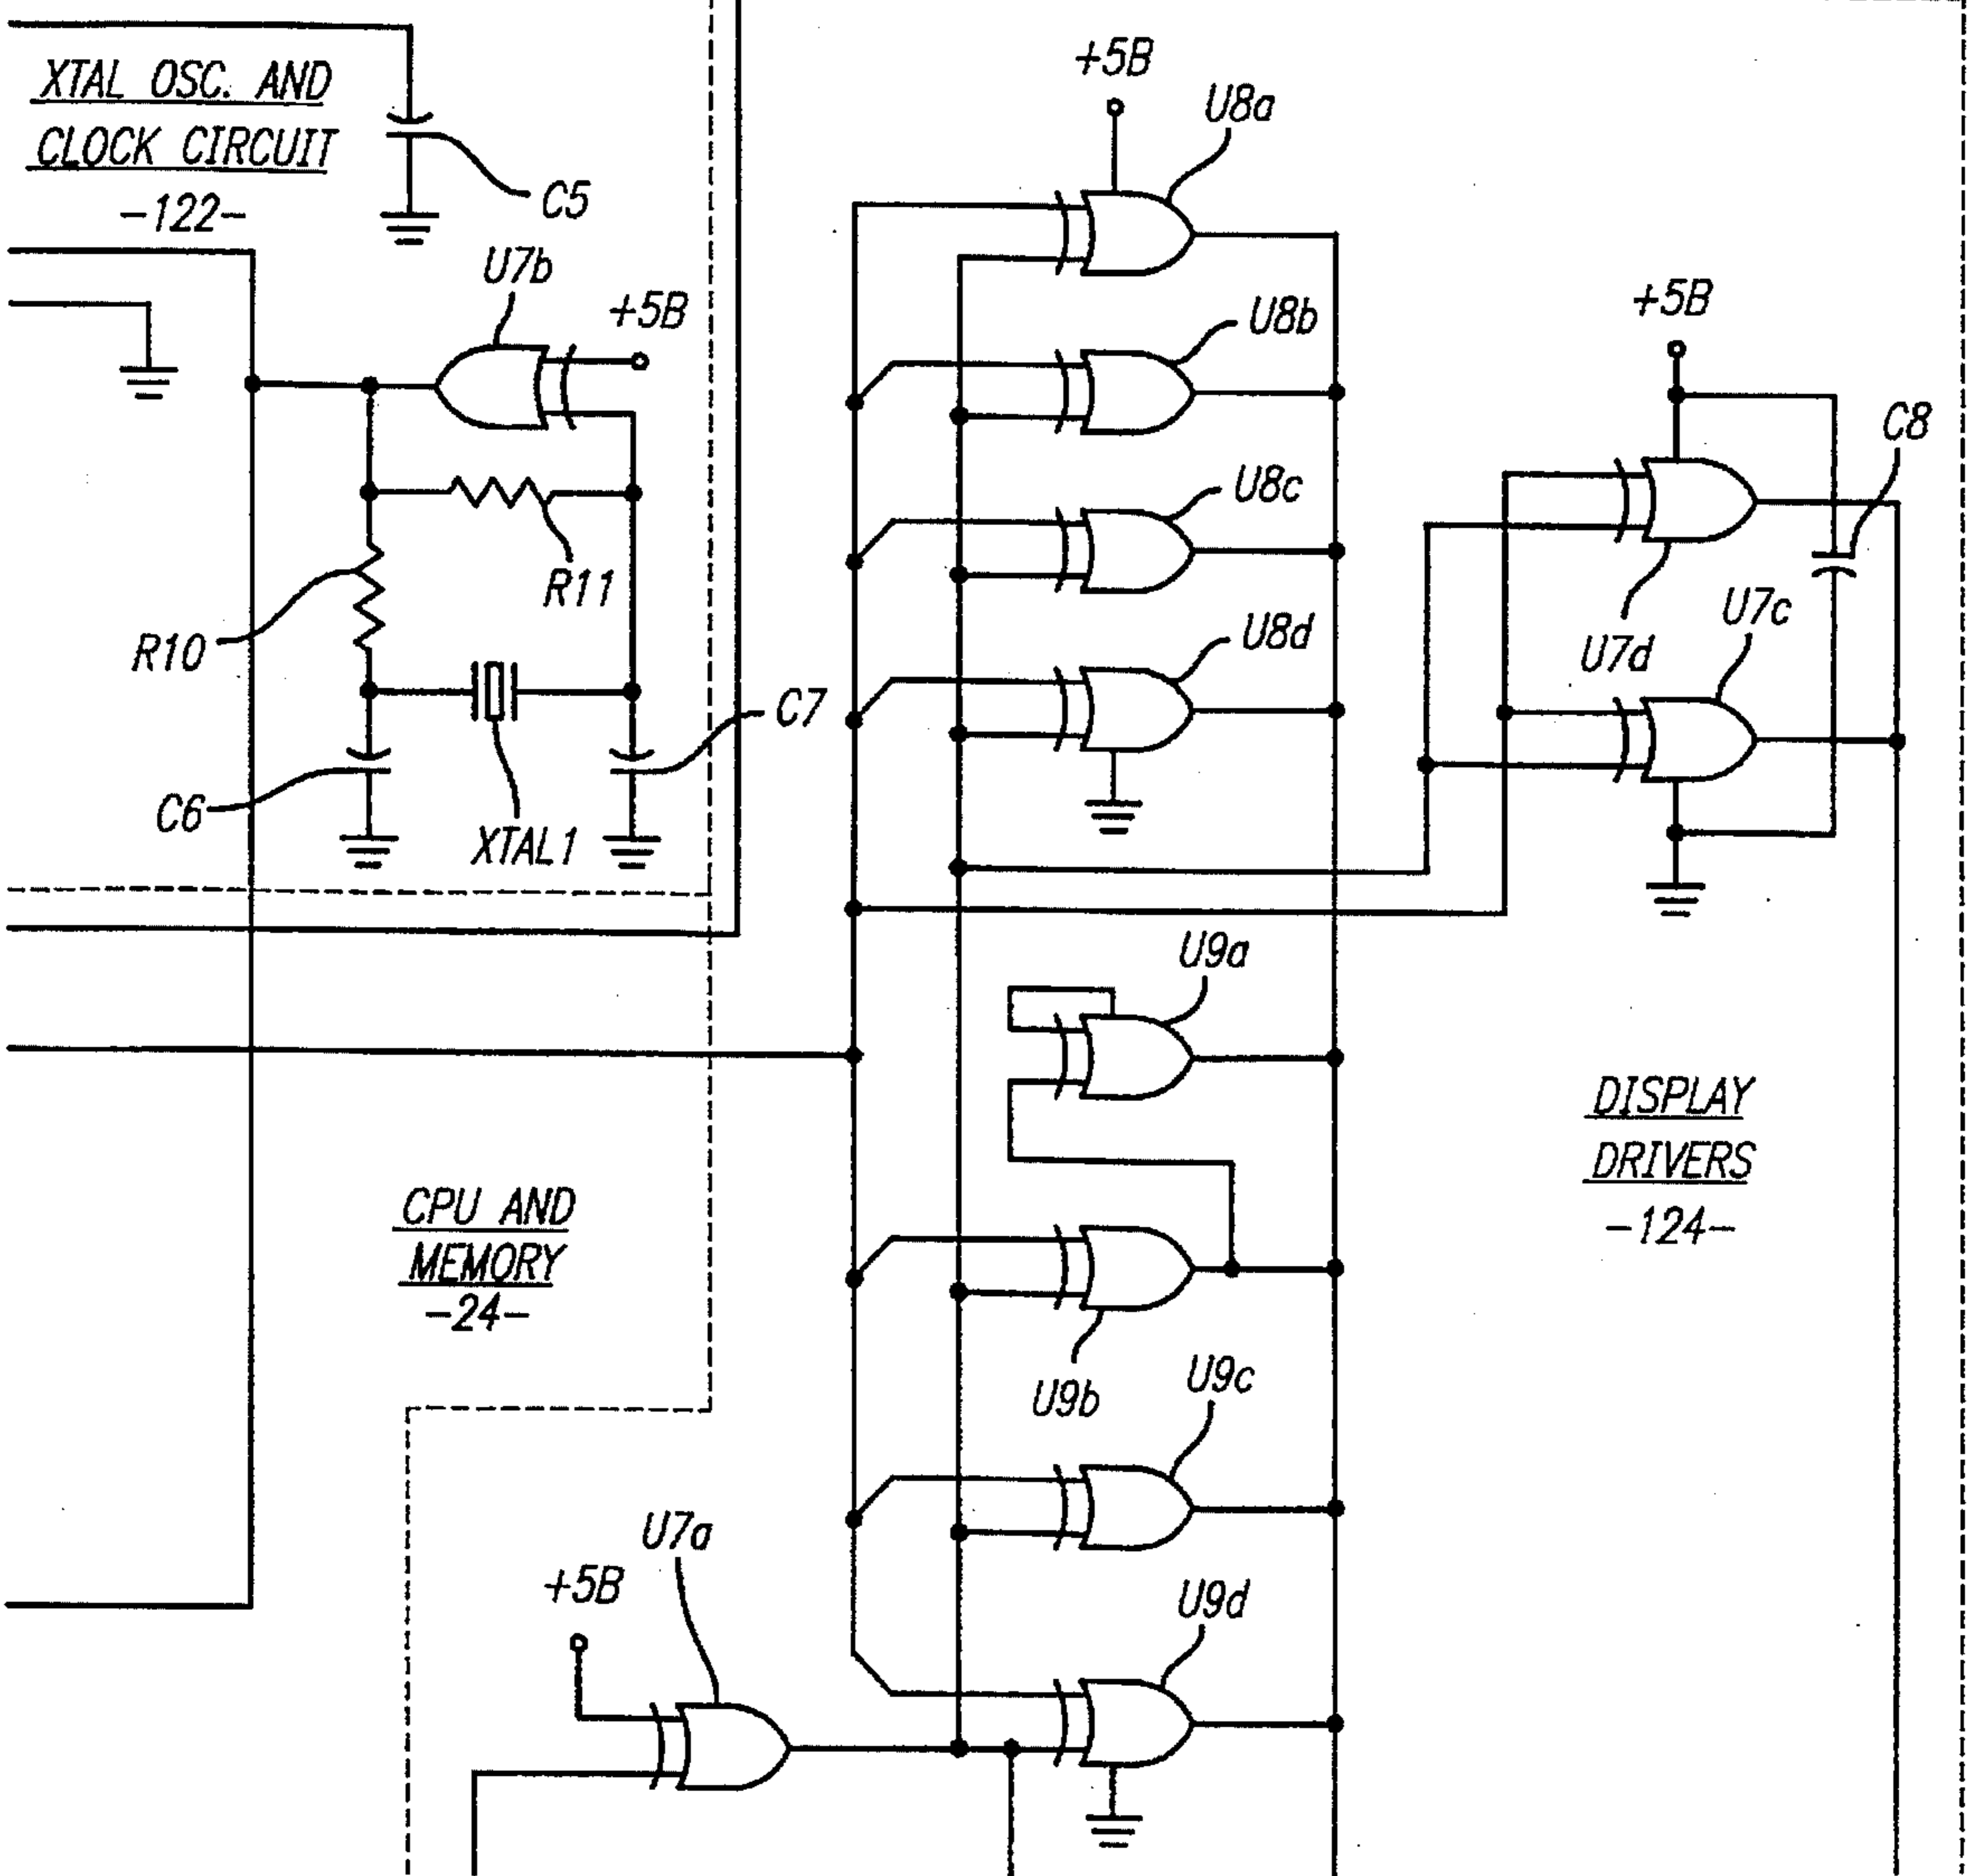 XTAL OSC. AND
CLOCK CIRCUIT
-122-
C5
U7b
+5B
R11
R10
C6
XTAL1
C7
+5B
U8a
U8b
U8c
U8d
+5B
C8
U7d
U7c
U9a
U9b
U9c
U9d
DISPLAY
DRIVERS
-124-
CPU AND
MEMORY
-24-
U7a
+5B